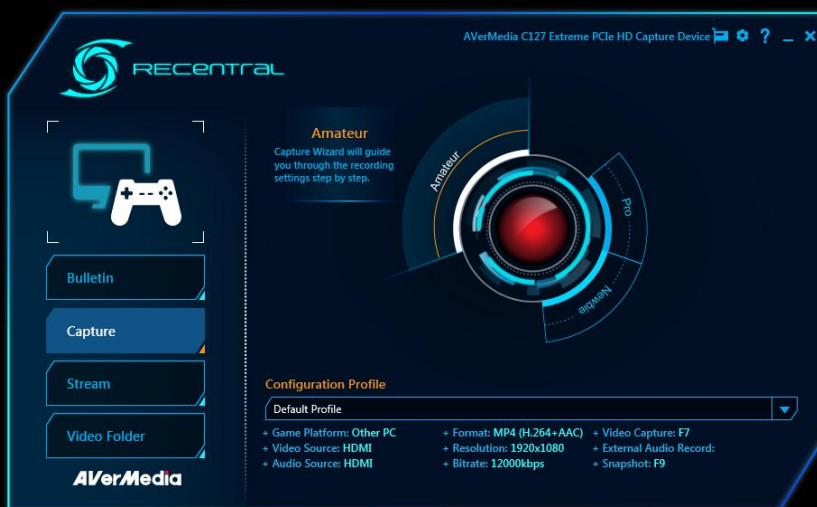 AVerMedia C127 Extreme PCIe HD Capture Device
RECENTRAL
Amateur
Capture Wizard will guide
you through the recording
settings step by step.
Amateur
Pro
Newbie
Bulletin
Capture
Stream
Video Folder
AVerMedia
Configuration Profile
Default Profile
+ Game Platform: Other PC
+ Format: MP4 (H.264+AAC)
+ Video Capture: F7
+ Video Source: HDMI
+ Resolution: 1920x1080
+ External Audio Record:
+ Audio Source: HDMI
+ Bitrate: 12000kbps
+ Snapshot: F9